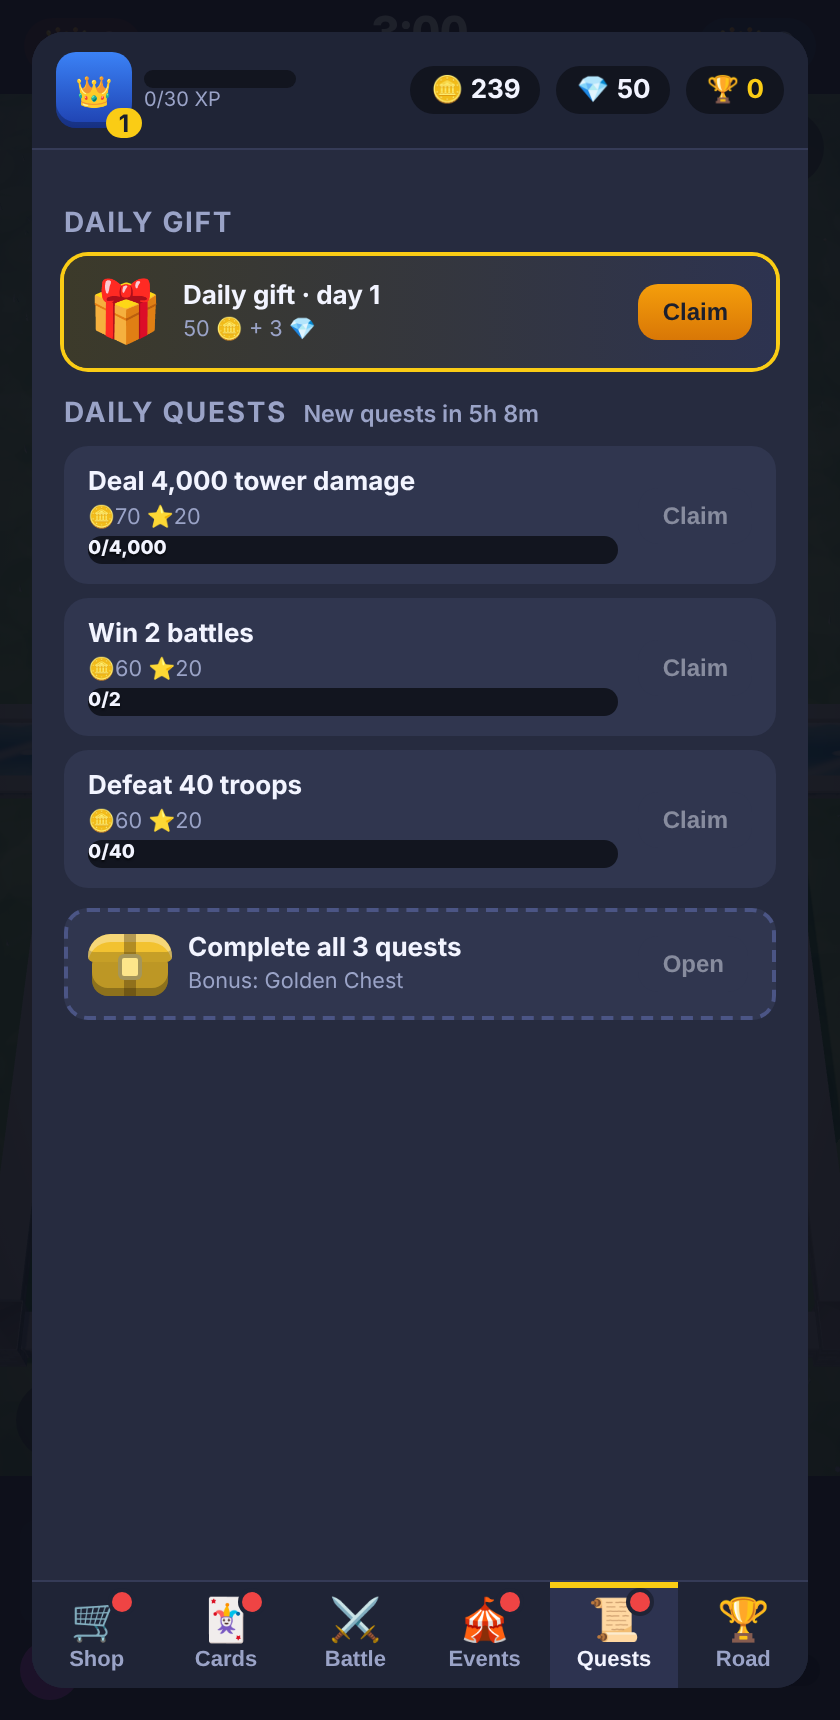 3:00
0/30 XP
239
50
0
1
DAILY GIFT
Daily gift · day 1
50 🪙 + 3 💎
Claim
DAILY QUESTS New quests in 5h 8m
Deal 4,000 tower damage
🪙70 ⭐20
Claim
0/4,000
Win 2 battles
🪙60 ⭐20
Claim
0/2
Defeat 40 troops
🪙60 ⭐20
Claim
0/40
Complete all 3 quests
Bonus: Golden Chest
Open
Shop
Cards
Battle
Events
Quests
Road